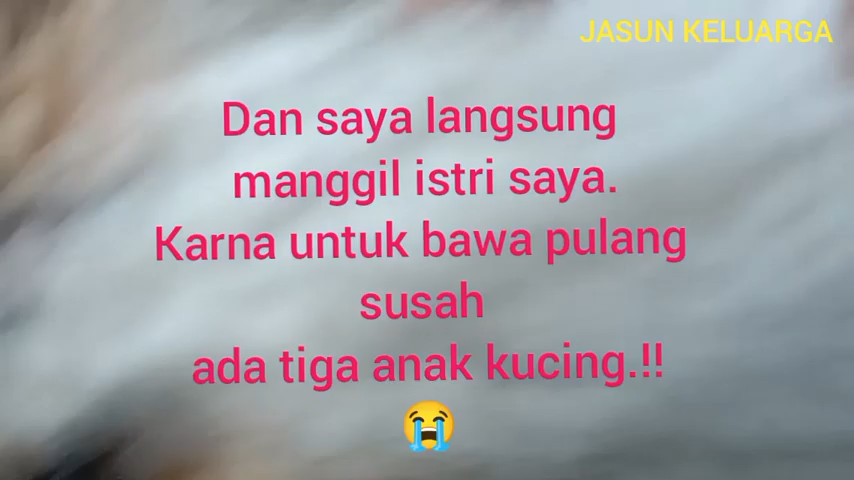 JASUN KELUARGA
Dan saya langsung
manggil istri saya.
Karna untuk bawa pulang
susah
ada tiga anak kucing.!!
😭